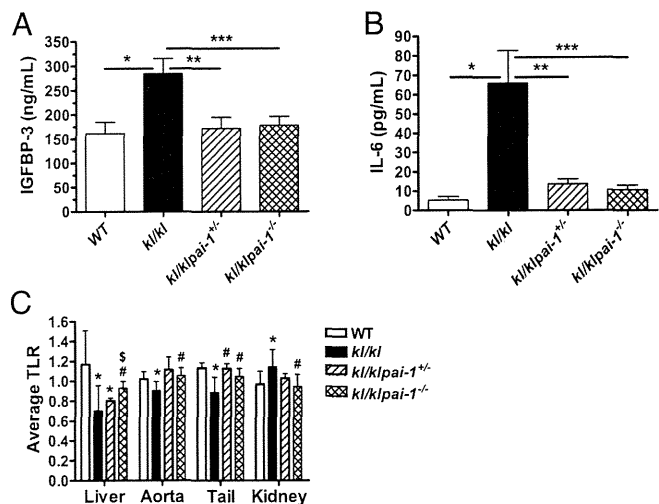 A
IGFBP-3 (ng/mL)
350
300
250
200
150
100
50
0
* ** ***
WT
kl/kl
kl/klpai-1+/-
kl/klpai-1-/-
B
IL-6 (pg/mL)
90
80
70
60
50
40
30
20
10
0
* ** ***
WT
kl/kl
kl/klpai-1+/-
kl/klpai-1-/-
C
Average TLR
1.6
1.4
1.2
1.0
0.8
0.6
0.4
0.2
0.0
* * $ #
* #
* # #
* #
Liver Aorta Tail Kidney
WT
kl/kl
kl/klpai-1+/-
kl/klpai-1-/-